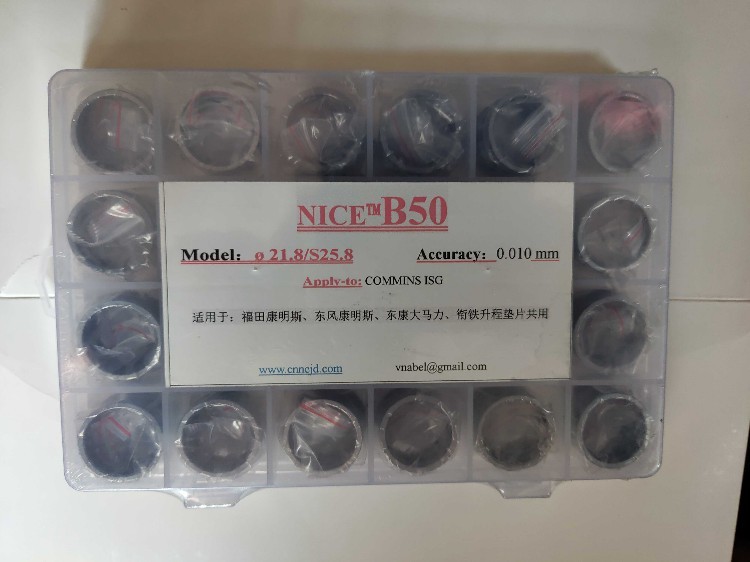 NICE™B50
Model: ø 21.8/S25.8 Accuracy: 0.010 mm
Apply-to: COMMINS ISG
适用于：福田康明斯、东风康明斯、东康大马力、衔铁升程垫片共用
www.cnncjd.com vnabel@gmail.com